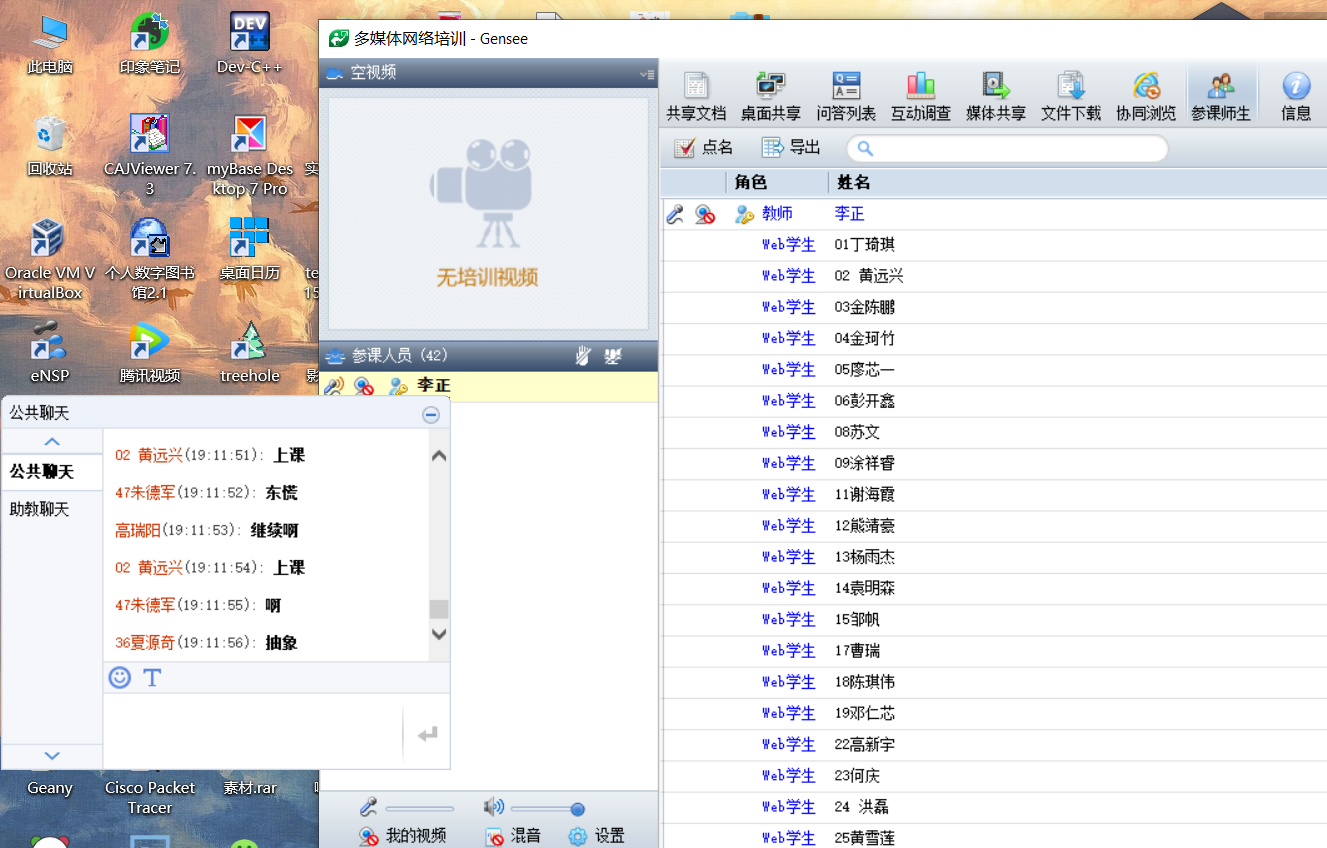 多媒体网络培训 - Gensee
此电脑
印象笔记
Dev-C++
回收站
CAJViewer 7.
3
myBase Des
ktop 7 Pro
实
Oracle VM V
irtualBox
个人数字图书
馆2.1
桌面日历
te
15
eNSP
腾讯视频
treehole
影
空视频
无培训视频
参课人员 (42)
李正
公共聊天
公共聊天
助教聊天
02 黄远兴(19:11:51): 上课
47朱德军(19:11:52): 东慌
高瑞阳(19:11:53): 继续啊
02 黄远兴(19:11:54): 上课
47朱德军(19:11:55): 啊
36夏源奇(19:11:56): 抽象
T
Geany
Cisco Packet
Tracer
素材.rar
我的视频
混音
设置
共享文档
桌面共享
问答列表
互动调查
媒体共享
文件下载
协同浏览
参课师生
信息
点名
导出
角色 姓名
教师 李正
Web学生 01丁琦琪
Web学生 02 黄远兴
Web学生 03金陈鹏
Web学生 04金珂竹
Web学生 05廖芯一
Web学生 06彭开鑫
Web学生 08苏文
Web学生 09涂祥睿
Web学生 11谢海霞
Web学生 12熊靖豪
Web学生 13杨雨杰
Web学生 14袁明森
Web学生 15邹帆
Web学生 17曹瑞
Web学生 18陈琪伟
Web学生 19邓仁芯
Web学生 22高新宇
Web学生 23何庆
Web学生 24 洪磊
Web学生 25黄雪莲